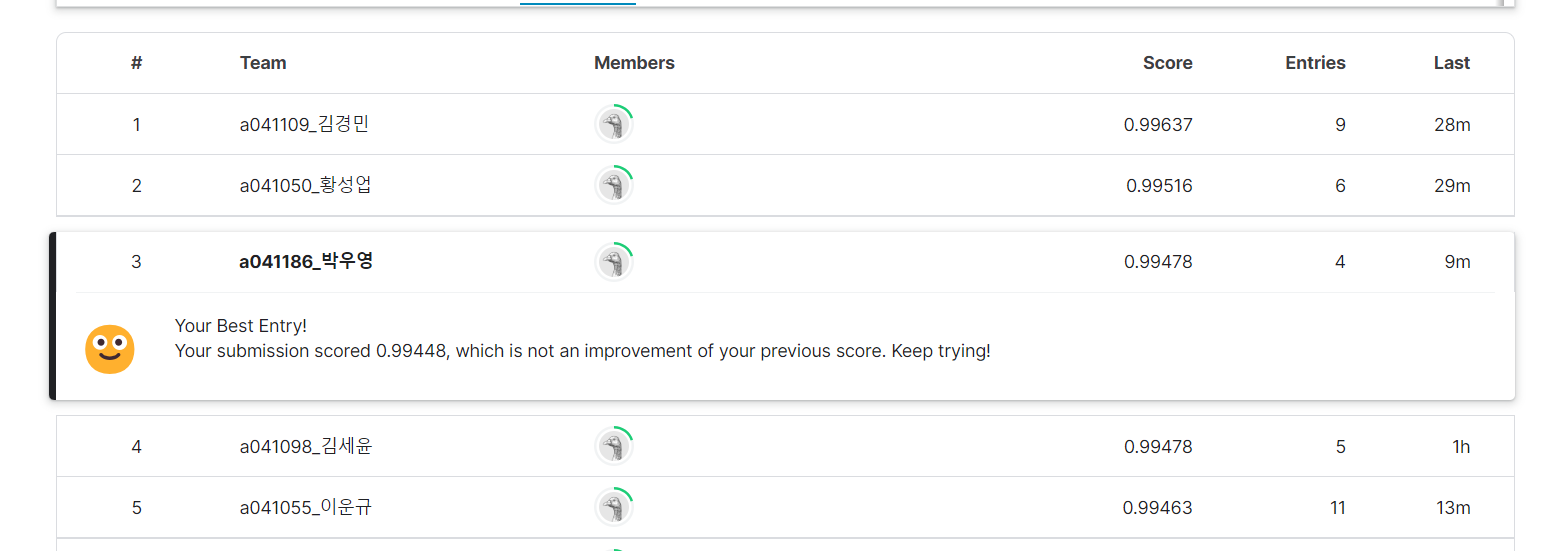 # Team Members Score Entries Last
1 a041109_김경민 0.99637 9 28m
2 a041050_황성업 0.99516 6 29m
3 a041186_박우영 0.99478 4 9m
Your Best Entry!
Your submission scored 0.99448, which is not an improvement of your previous score. Keep trying!
4 a041098_김세윤 0.99478 5 1h
5 a041055_이운규 0.99463 11 13m